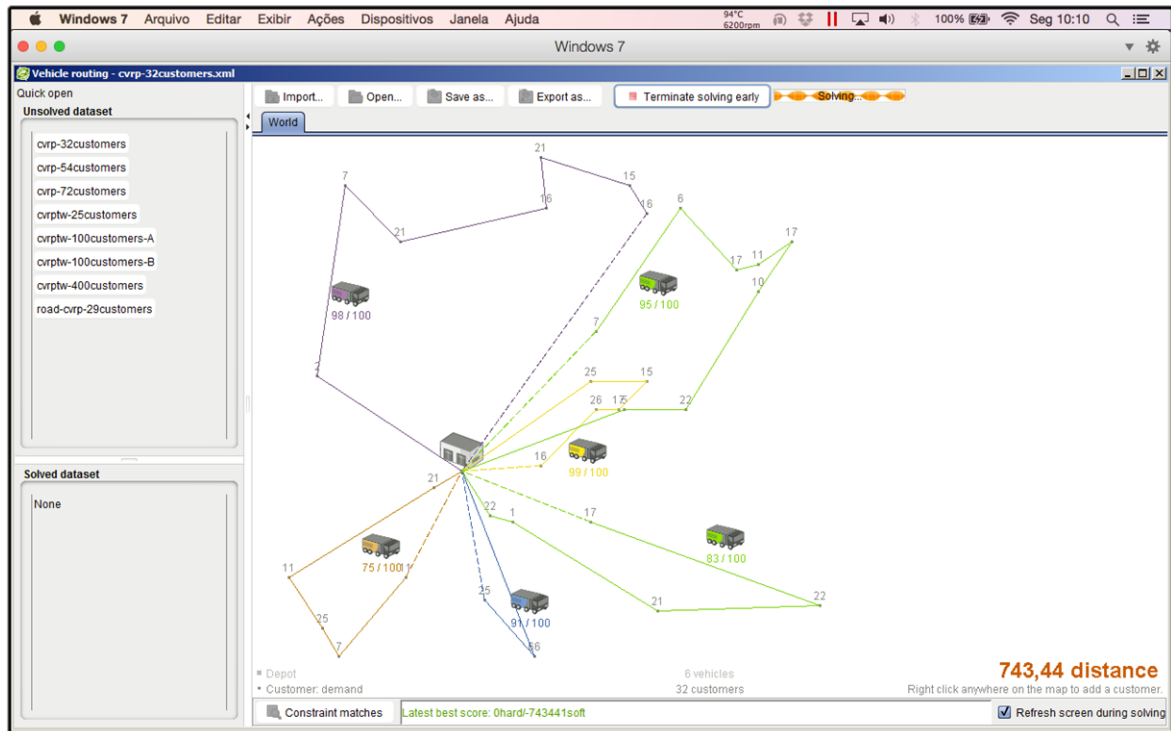 Windows 7 Arquivo Editar Exibir Ações Dispositivos Janela Ajuda 94°C 6200rpm 100% Seg 10:10
Windows 7
Vehicle routing - cvrp-32customers.xml
Quick open
Unsolved dataset
cvrp-32customers
cvrp-54customers
cvrp-72customers
cvrptw-25customers
cvrptw-100customers-A
cvrptw-100customers-B
cvrptw-400customers
road-cvrp-29customers
Solved dataset
None
Import... Open... Save as... Export as... Terminate solving early Solving...
World
21
7 15
16 16 6
21 17
17 11
10
98 / 100 95 / 100
7
2 25 15
26 17 22
16
99 / 100
21
22 1 17
83 / 100
11 75 / 100 11
25 91 / 100 21 22
25
7
Depot 6 vehicles 743,44 distance
Customer: demand 32 customers Right click anywhere on the map to add a customer.
Constraint matches Latest best score: 0hard/-743441soft Refresh screen during solving